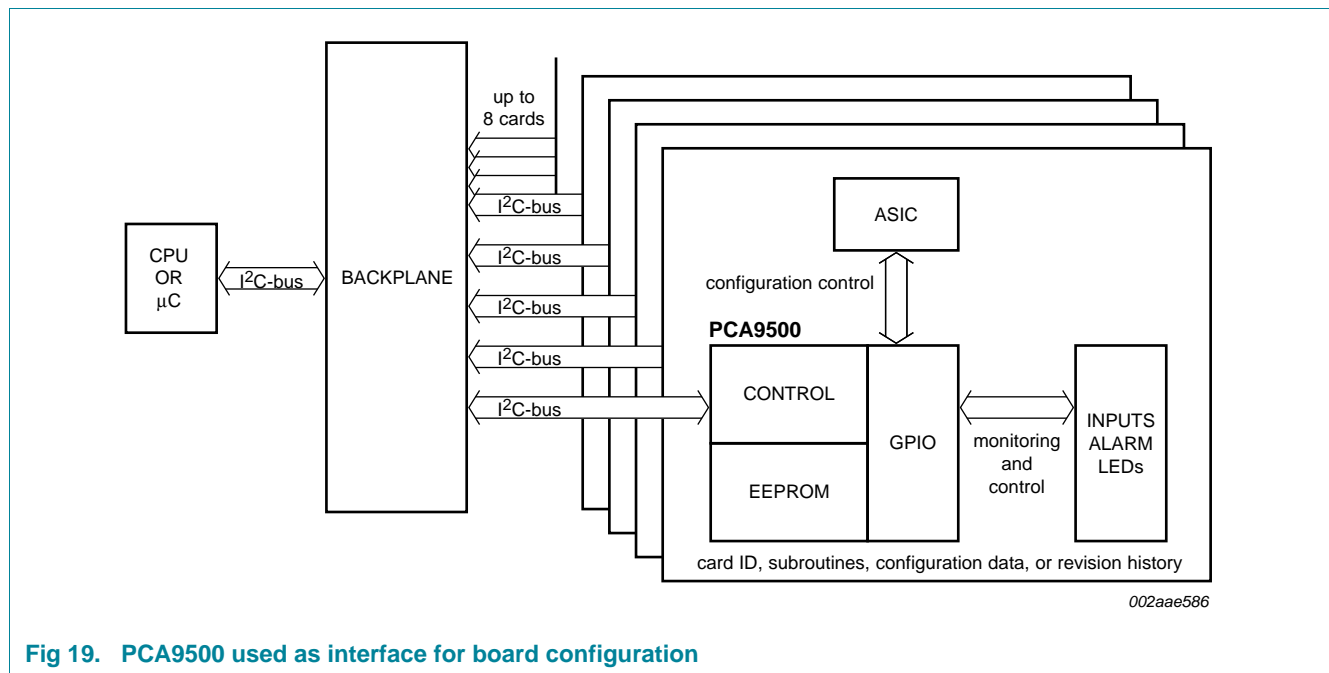 up to
8 cards
I2C-bus
ASIC
CPU
OR
μC
I2C-bus
BACKPLANE
I2C-bus
configuration control
I2C-bus
PCA9500
I2C-bus
CONTROL
I2C-bus
GPIO
INPUTS
ALARM
LEDs
monitoring
and
control
EEPROM
card ID, subroutines, configuration data, or revision history
002aae586
Fig 19. PCA9500 used as interface for board configuration